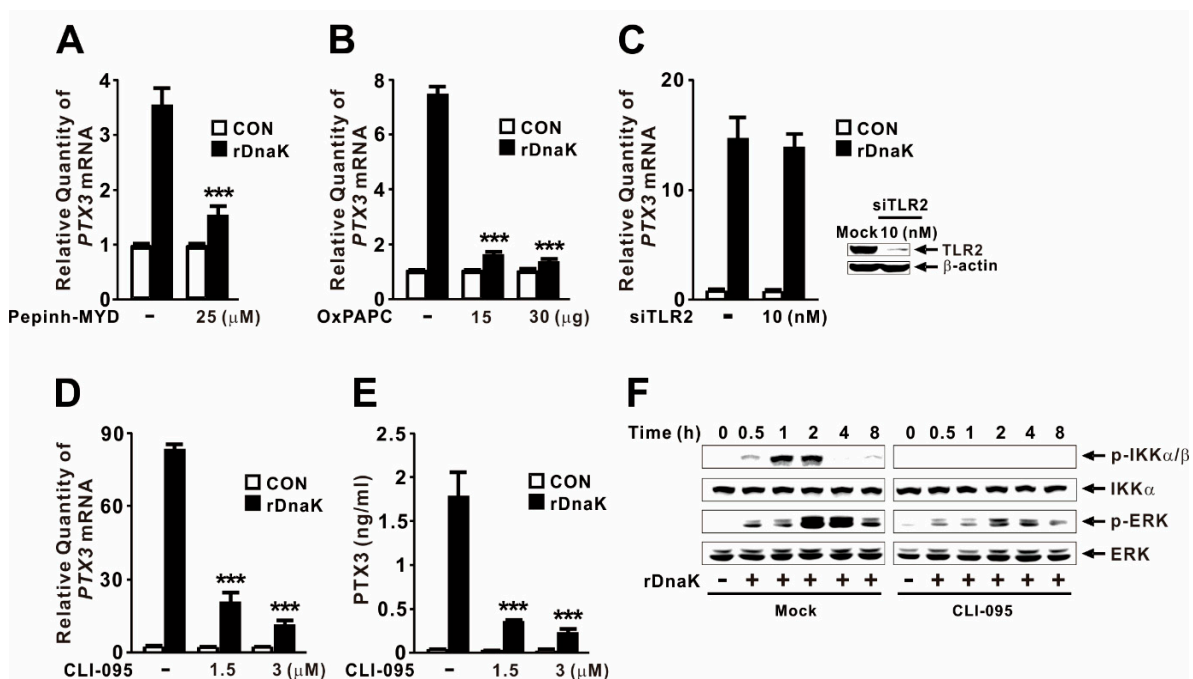 A
Relative Quantity of
PTX3 mRNA
4
3
2
1
0
CON
rDnaK
***
Pepinh-MYD - 25 (μM)
B
Relative Quantity of
PTX3 mRNA
8
6
4
2
0
CON
rDnaK
*** ***
OxPAPC - 15 30 (μg)
C
Relative Quantity of
PTX3 mRNA
20
15
10
5
0
CON
rDnaK
siTLR2
Mock 10 (nM)
TLR2
β-actin
siTLR2 - 10 (nM)
D
Relative Quantity of
PTX3 mRNA
90
60
30
0
CON
rDnaK
*** ***
CLI-095 - 1.5 3 (μM)
E
PTX3 (ng/ml)
2.5
2
1.5
1
0.5
0
CON
rDnaK
*** ***
CLI-095 - 1.5 3 (μM)
F
Time (h) 0 0.5 1 2 4 8 0 0.5 1 2 4 8
p-IKKα/β
IKKα
p-ERK
ERK
rDnaK - + + + + + - + + + + +
Mock CLI-095